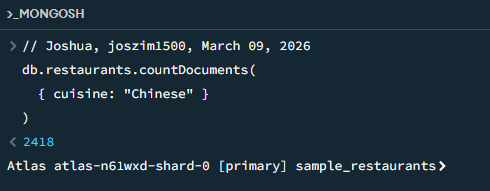 >_MONGOSH
> // Joshua, joszim1500, March 09, 2026
db.restaurants.countDocuments(
{ cuisine: "Chinese" }
)
< 2418
Atlas atlas-n61wxd-shard-0 [primary] sample_restaurants>